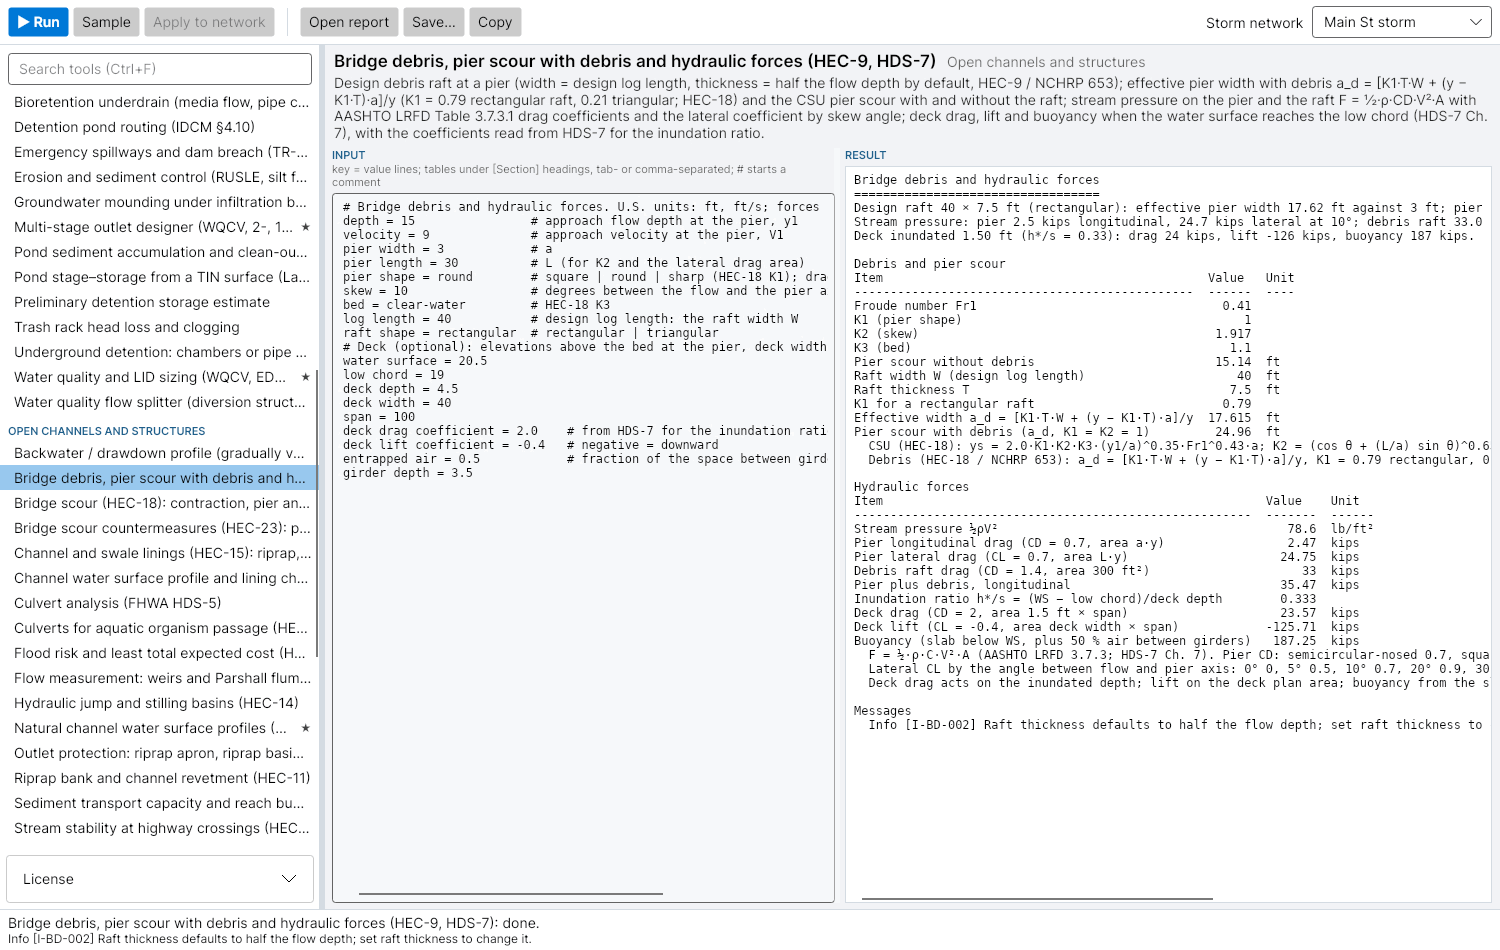 ▶ Run Sample Apply to network Open report Save... Copy Storm network Main St storm
Search tools (Ctrl+F)
Bioretention underdrain (media flow, pipe c...
Detention pond routing (IDCM §4.10)
Emergency spillways and dam breach (TR-...
Erosion and sediment control (RUSLE, silt f...
Groundwater mounding under infiltration b...
Multi-stage outlet designer (WQCV, 2-, 1... ★
Pond sediment accumulation and clean-ou...
Pond stage–storage from a TIN surface (La...
Preliminary detention storage estimate
Trash rack head loss and clogging
Underground detention: chambers or pipe ...
Water quality and LID sizing (WQCV, ED... ★
Water quality flow splitter (diversion struct...
OPEN CHANNELS AND STRUCTURES
Backwater / drawdown profile (gradually v...
Bridge debris, pier scour with debris and h...
Bridge scour (HEC-18): contraction, pier an...
Bridge scour countermeasures (HEC-23): p...
Channel and swale linings (HEC-15): riprap,...
Channel water surface profile and lining ch...
Culvert analysis (FHWA HDS-5)
Culverts for aquatic organism passage (HE...
Flood risk and least total expected cost (H...
Flow measurement: weirs and Parshall flum...
Hydraulic jump and stilling basins (HEC-14)
Natural channel water surface profiles (... ★
Outlet protection: riprap apron, riprap basi...
Riprap bank and channel revetment (HEC-11)
Sediment transport capacity and reach bu...
Stream stability at highway crossings (HEC...
License
Bridge debris, pier scour with debris and hydraulic forces (HEC-9, HDS-7) Open channels and structures
Design debris raft at a pier (width = design log length, thickness = half the flow depth by default, HEC-9 / NCHRP 653); effective pier width with debris a_d = [K1·T·W + (y −
K1·T)·a]/y (K1 = 0.79 rectangular raft, 0.21 triangular; HEC-18) and the CSU pier scour with and without the raft; stream pressure on the pier and the raft F = ½·ρ·CD·V²·A with
AASHTO LRFD Table 3.7.3.1 drag coefficients and the lateral coefficient by skew angle; deck drag, lift and buoyancy when the water surface reaches the low chord (HDS-7 Ch.
7), with the coefficients read from HDS-7 for the inundation ratio.
INPUT
key = value lines; tables under [Section] headings, tab- or comma-separated; # starts a
comment
# Bridge debris and hydraulic forces. U.S. units: ft, ft/s; forces
depth = 15 # approach flow depth at the pier, y1
velocity = 9 # approach velocity at the pier, V1
pier width = 3 # a
pier length = 30 # L (for K2 and the lateral drag area)
pier shape = round # square | round | sharp (HEC-18 K1); drag
skew = 10 # degrees between the flow and the pier a
bed = clear-water # HEC-18 K3
log length = 40 # design log length: the raft width W
raft shape = rectangular # rectangular | triangular
# Deck (optional): elevations above the bed at the pier, deck width
water surface = 20.5
low chord = 19
deck depth = 4.5
deck width = 40
span = 100
deck drag coefficient = 2.0 # from HDS-7 for the inundation rati
deck lift coefficient = -0.4 # negative = downward
entrapped air = 0.5 # fraction of the space between gird
girder depth = 3.5
RESULT
Bridge debris and hydraulic forces
==================================
Design raft 40 × 7.5 ft (rectangular): effective pier width 17.62 ft against 3 ft; pier
Stream pressure: pier 2.5 kips longitudinal, 24.7 kips lateral at 10°; debris raft 33.0
Deck inundated 1.50 ft (h*/s = 0.33): drag 24 kips, lift -126 kips, buoyancy 187 kips.
Debris and pier scour
Item Value Unit
----------------------------------------------- ------ ----
Froude number Fr1 0.41
K1 (pier shape) 1
K2 (skew) 1.917
K3 (bed) 1.1
Pier scour without debris 15.14 ft
Raft width W (design log length) 40 ft
Raft thickness T 7.5 ft
K1 for a rectangular raft 0.79
Effective width a_d = [K1·T·W + (y − K1·T)·a]/y 17.615 ft
Pier scour with debris (a_d, K1 = K2 = 1) 24.96 ft
CSU (HEC-18): ys = 2.0·K1·K2·K3·(y1/a)^0.35·Fr1^0.43·a; K2 = (cos θ + (L/a) sin θ)^0.6
Debris (HEC-18 / NCHRP 653): a_d = [K1·T·W + (y − K1·T)·a]/y, K1 = 0.79 rectangular, 0
Hydraulic forces
Item Value Unit
------------------------------------------------------- ------- ------
Stream pressure ½ρV² 78.6 lb/ft²
Pier longitudinal drag (CD = 0.7, area a·y) 2.47 kips
Pier lateral drag (CL = 0.7, area L·y) 24.75 kips
Debris raft drag (CD = 1.4, area 300 ft²) 33 kips
Pier plus debris, longitudinal 35.47 kips
Inundation ratio h*/s = (WS − low chord)/deck depth 0.333
Deck drag (CD = 2, area 1.5 ft × span) 23.57 kips
Deck lift (CL = -0.4, area deck width × span) -125.71 kips
Buoyancy (slab below WS, plus 50 % air between girders) 187.25 kips
F = ½·ρ·C·V²·A (AASHTO LRFD 3.7.3; HDS-7 Ch. 7). Pier CD: semicircular-nosed 0.7, squa
Lateral CL by the angle between flow and pier axis: 0° 0, 5° 0.5, 10° 0.7, 20° 0.9, 30
Deck drag acts on the inundated depth; lift on the deck plan area; buoyancy from the s
Messages
Info [I-BD-002] Raft thickness defaults to half the flow depth; set raft thickness to
Bridge debris, pier scour with debris and hydraulic forces (HEC-9, HDS-7): done.
Info [I-BD-002] Raft thickness defaults to half the flow depth; set raft thickness to change it.